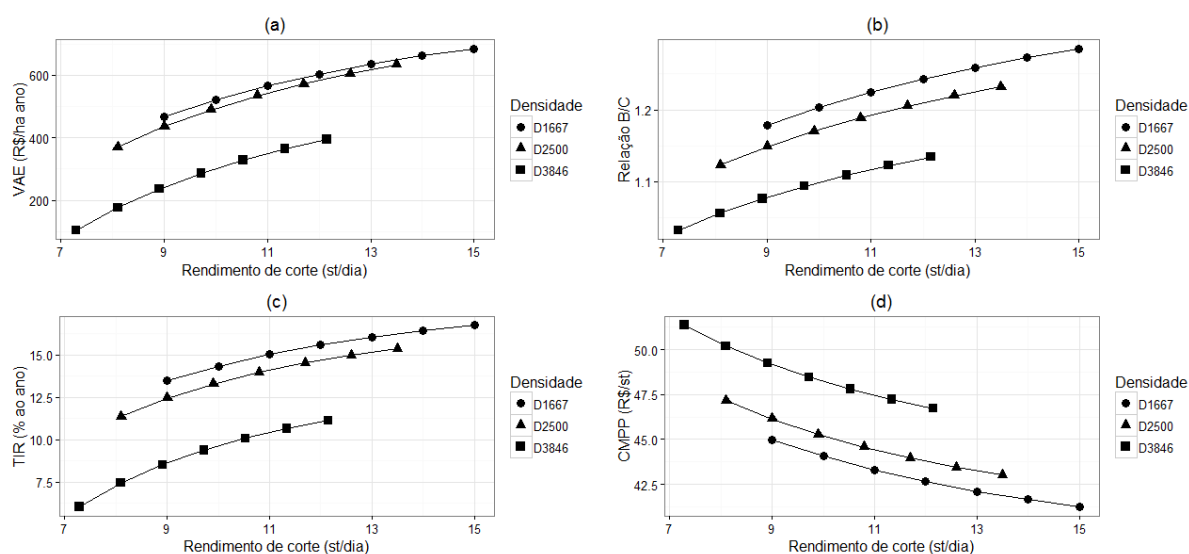 (a)
VAE (R$/ha ano)
600
400
200
7 9 11 13 15
Rendimento de corte (st/dia)
Densidade
D1667
D2500
D3846
(b)
Relação B/C
1.2
1.1
7 9 11 13 15
Rendimento de corte (st/dia)
Densidade
D1667
D2500
D3846
(c)
TIR (% ao ano)
15.0
12.5
10.0
7.5
7 9 11 13 15
Rendimento de corte (st/dia)
Densidade
D1667
D2500
D3846
(d)
CMPP (R$/st)
50.0
47.5
45.0
42.5
7 9 11 13 15
Rendimento de corte (st/dia)
Densidade
D1667
D2500
D3846